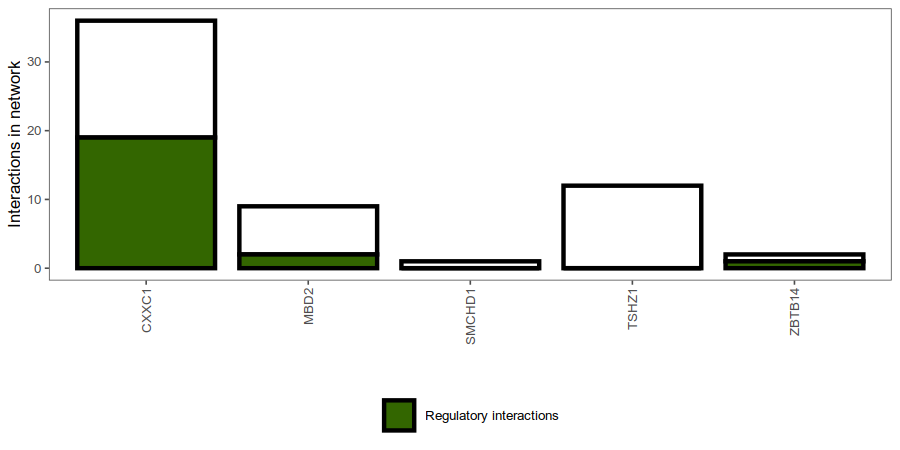 Interactions in network
30
20
10
0
CXXC1
MBD2
SMCHD1
TSHZ1
ZBTB14
Regulatory interactions